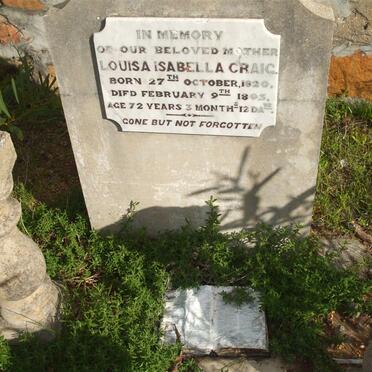 IN MEMORY
OF OUR BELOVED MOTHER
LOUISA ISABELLA CRAIG.
BORN 27TH OCTOBER, 1820,
DIED FEBRUARY 9TH 1893,
AGE 72 YEARS 3 MONTHS 12 DAYS
GONE BUT NOT FORGOTTEN